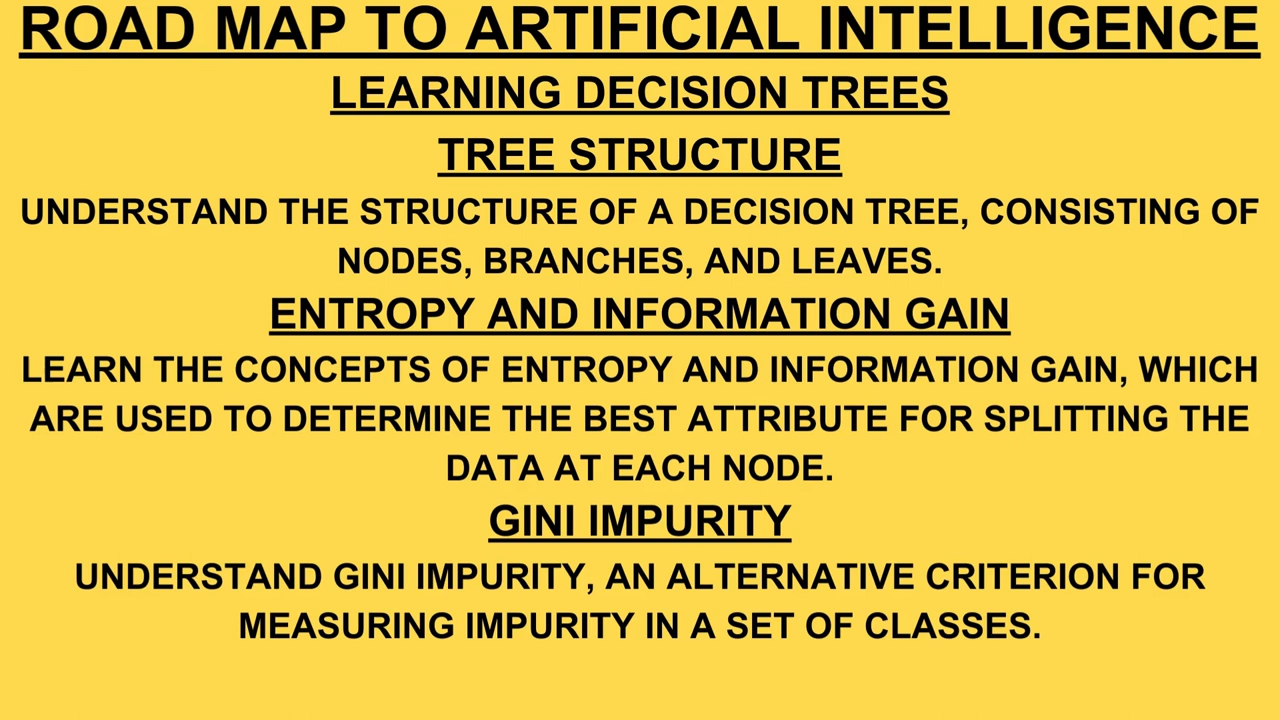 ROAD MAP TO ARTIFICIAL INTELLIGENCE
LEARNING DECISION TREES
TREE STRUCTURE
UNDERSTAND THE STRUCTURE OF A DECISION TREE, CONSISTING OF
NODES, BRANCHES, AND LEAVES.
ENTROPY AND INFORMATION GAIN
LEARN THE CONCEPTS OF ENTROPY AND INFORMATION GAIN, WHICH
ARE USED TO DETERMINE THE BEST ATTRIBUTE FOR SPLITTING THE
DATA AT EACH NODE.
GINI IMPURITY
UNDERSTAND GINI IMPURITY, AN ALTERNATIVE CRITERION FOR
MEASURING IMPURITY IN A SET OF CLASSES.